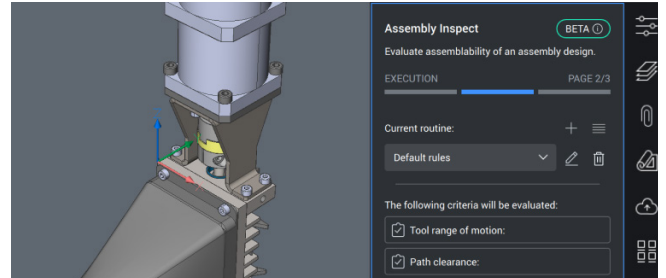 Assembly Inspect
BETA
Evaluate assemblability of an assembly design.
EXECUTION
PAGE 2/3
Current routine:
Default rules
The following criteria will be evaluated:
Tool range of motion:
Path clearance: